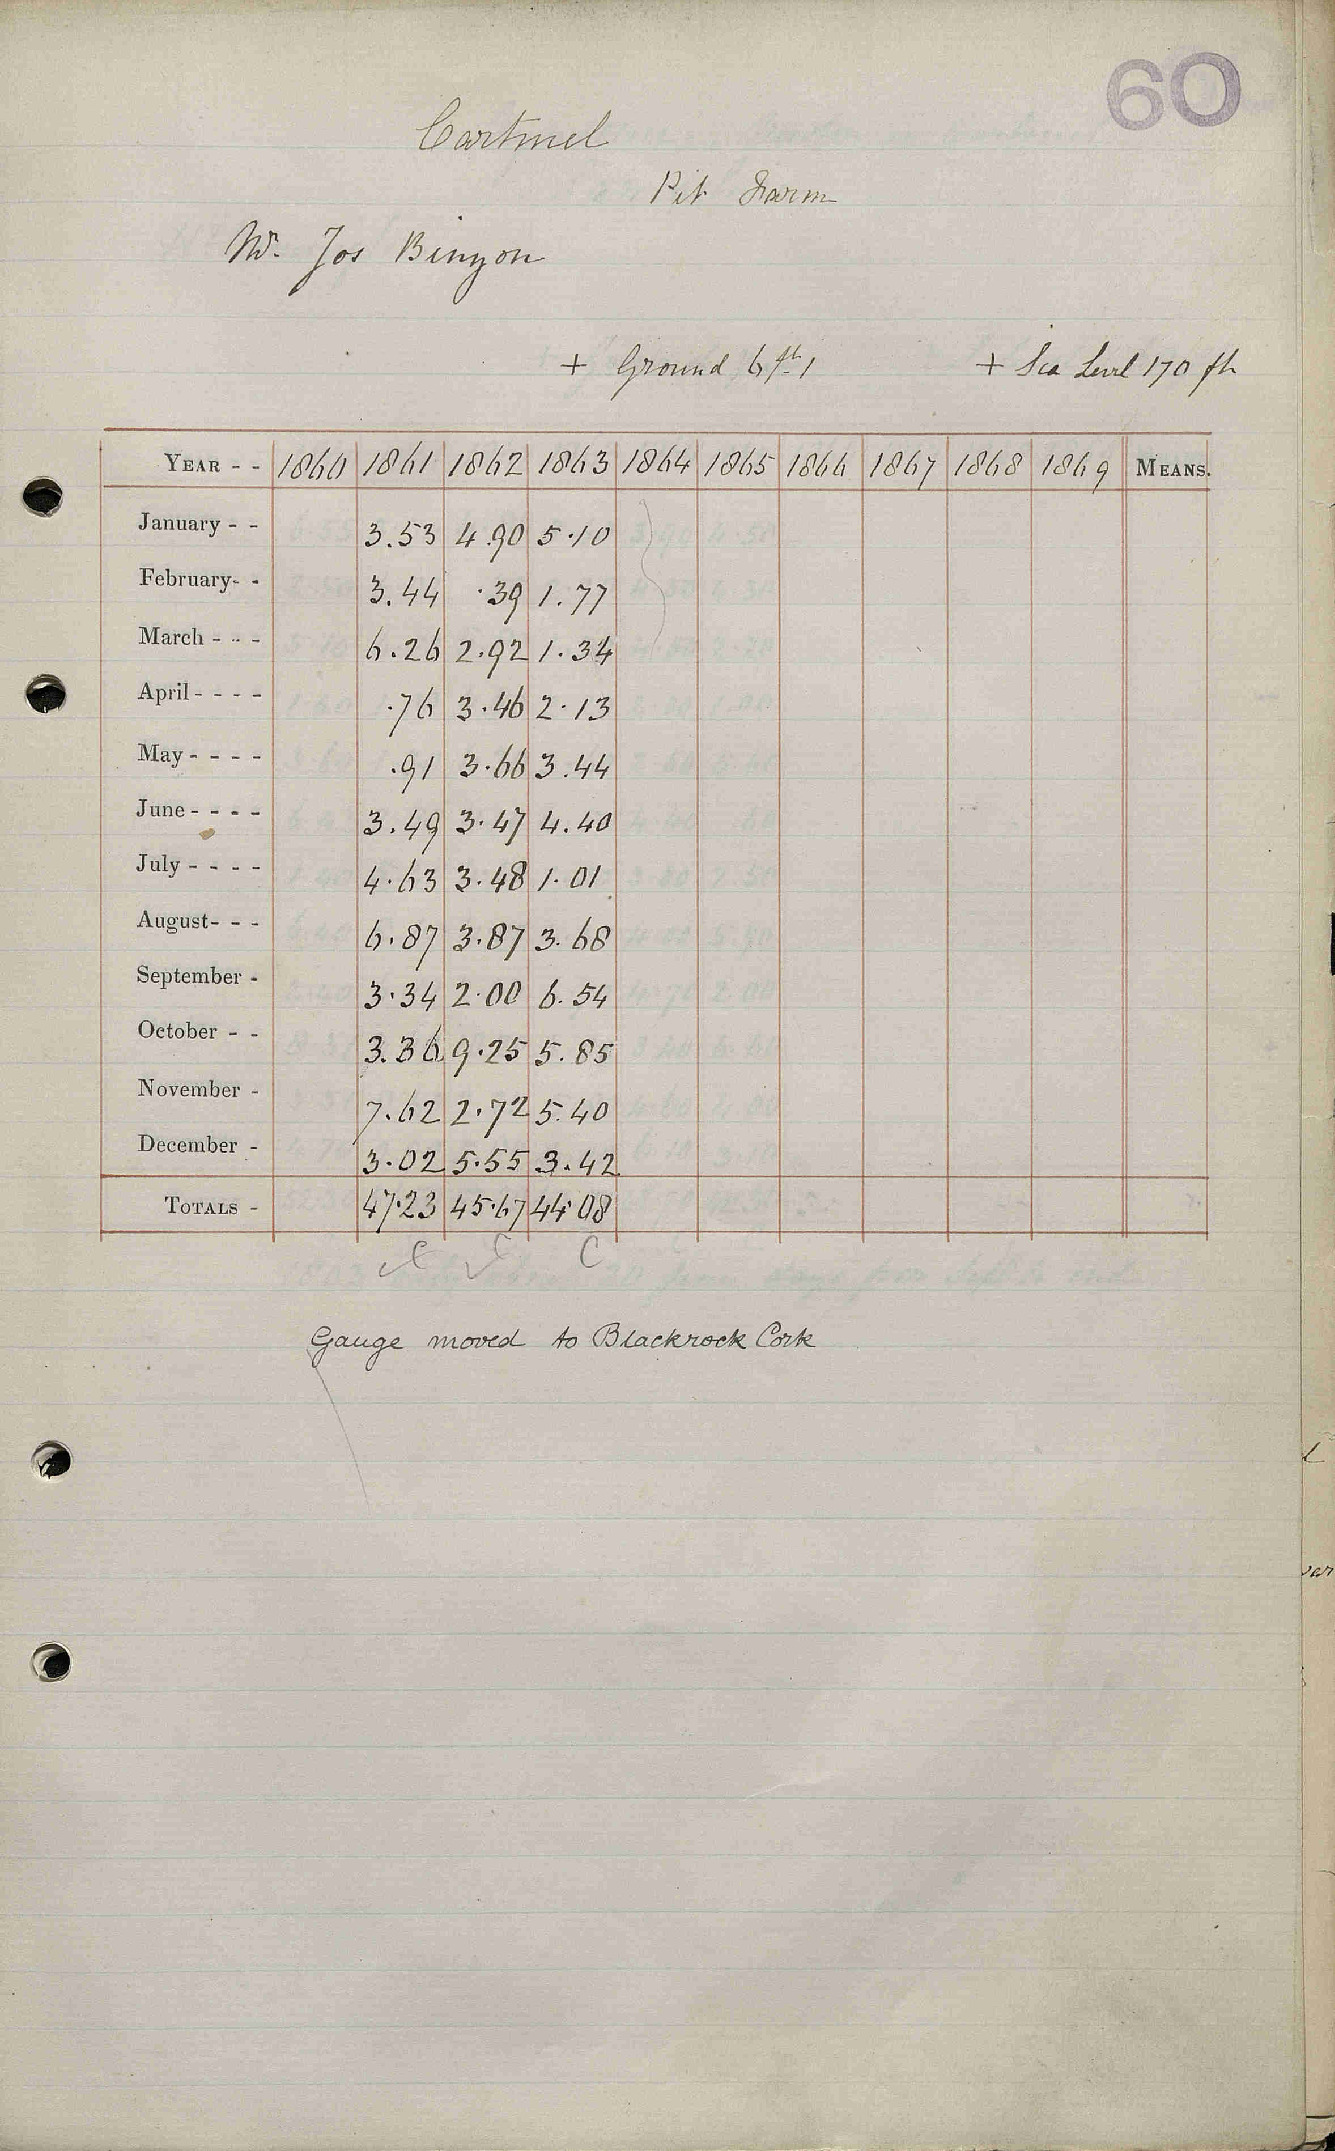 60
Cartmel
Pit Farm
Mr. Jos Binyon
+ Ground 6 ft. 1 + Sea Level 170 ft
YEAR - - 1860 1861 1862 1863 1864 1865 1866 1867 1868 1869 MEANS.
January - - 3.53 4.90 5.10
February- - 3.44 .39 1.77
March - - - 6.26 2.92 1.34
April - - - - .76 3.46 2.13
May - - - - .91 3.66 3.44
June - - - - 3.49 3.47 4.40
July - - - - 4.63 3.48 1.01
August- - - 6.87 3.87 3.68
September - 3.34 2.00 6.54
October - - 3.36 9.25 5.85
November - 7.62 2.72 5.40
December - 3.02 5.55 3.42
TOTALS - 47.23 45.67 44.08
C C C
Gauge moved to Blackrock Cork